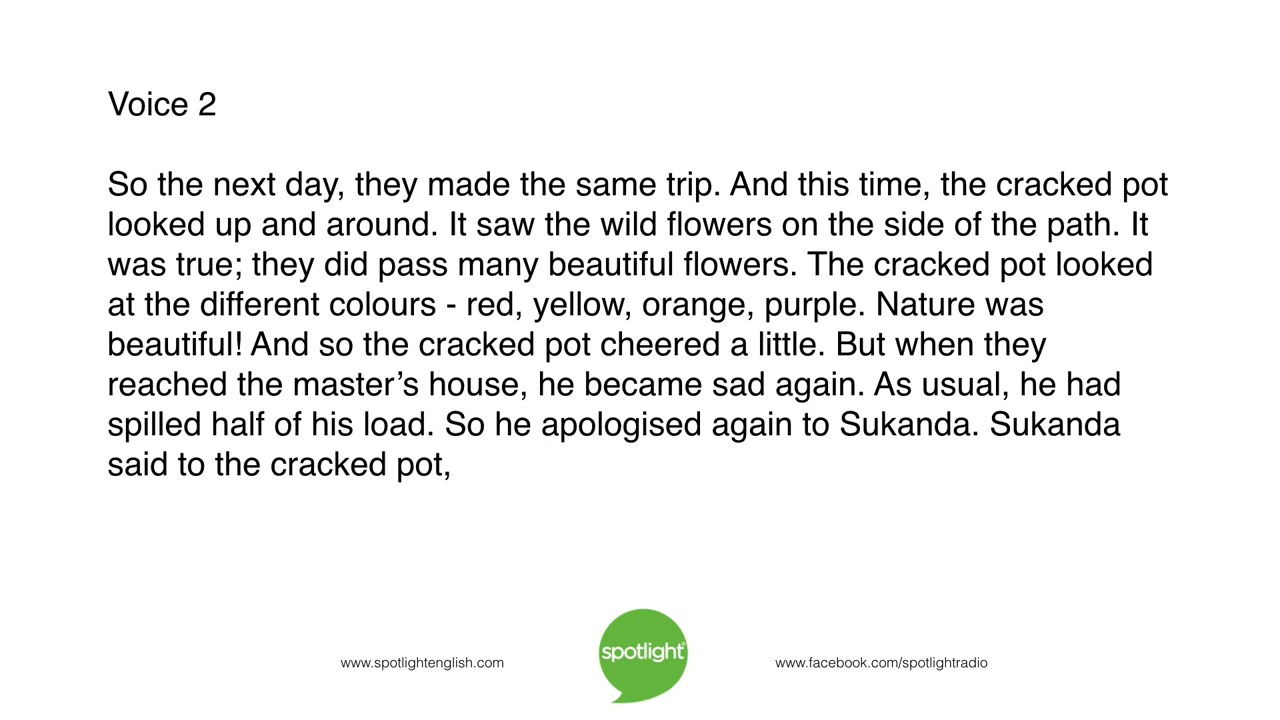 Voice 2
So the next day, they made the same trip. And this time, the cracked pot
looked up and around. It saw the wild flowers on the side of the path. It
was true; they did pass many beautiful flowers. The cracked pot looked
at the different colours - red, yellow, orange, purple. Nature was
beautiful! And so the cracked pot cheered a little. But when they
reached the master’s house, he became sad again. As usual, he had
spilled half of his load. So he apologised again to Sukanda. Sukanda
said to the cracked pot,
www.spotlightenglish.com
spotlight®
www.facebook.com/spotlightradio